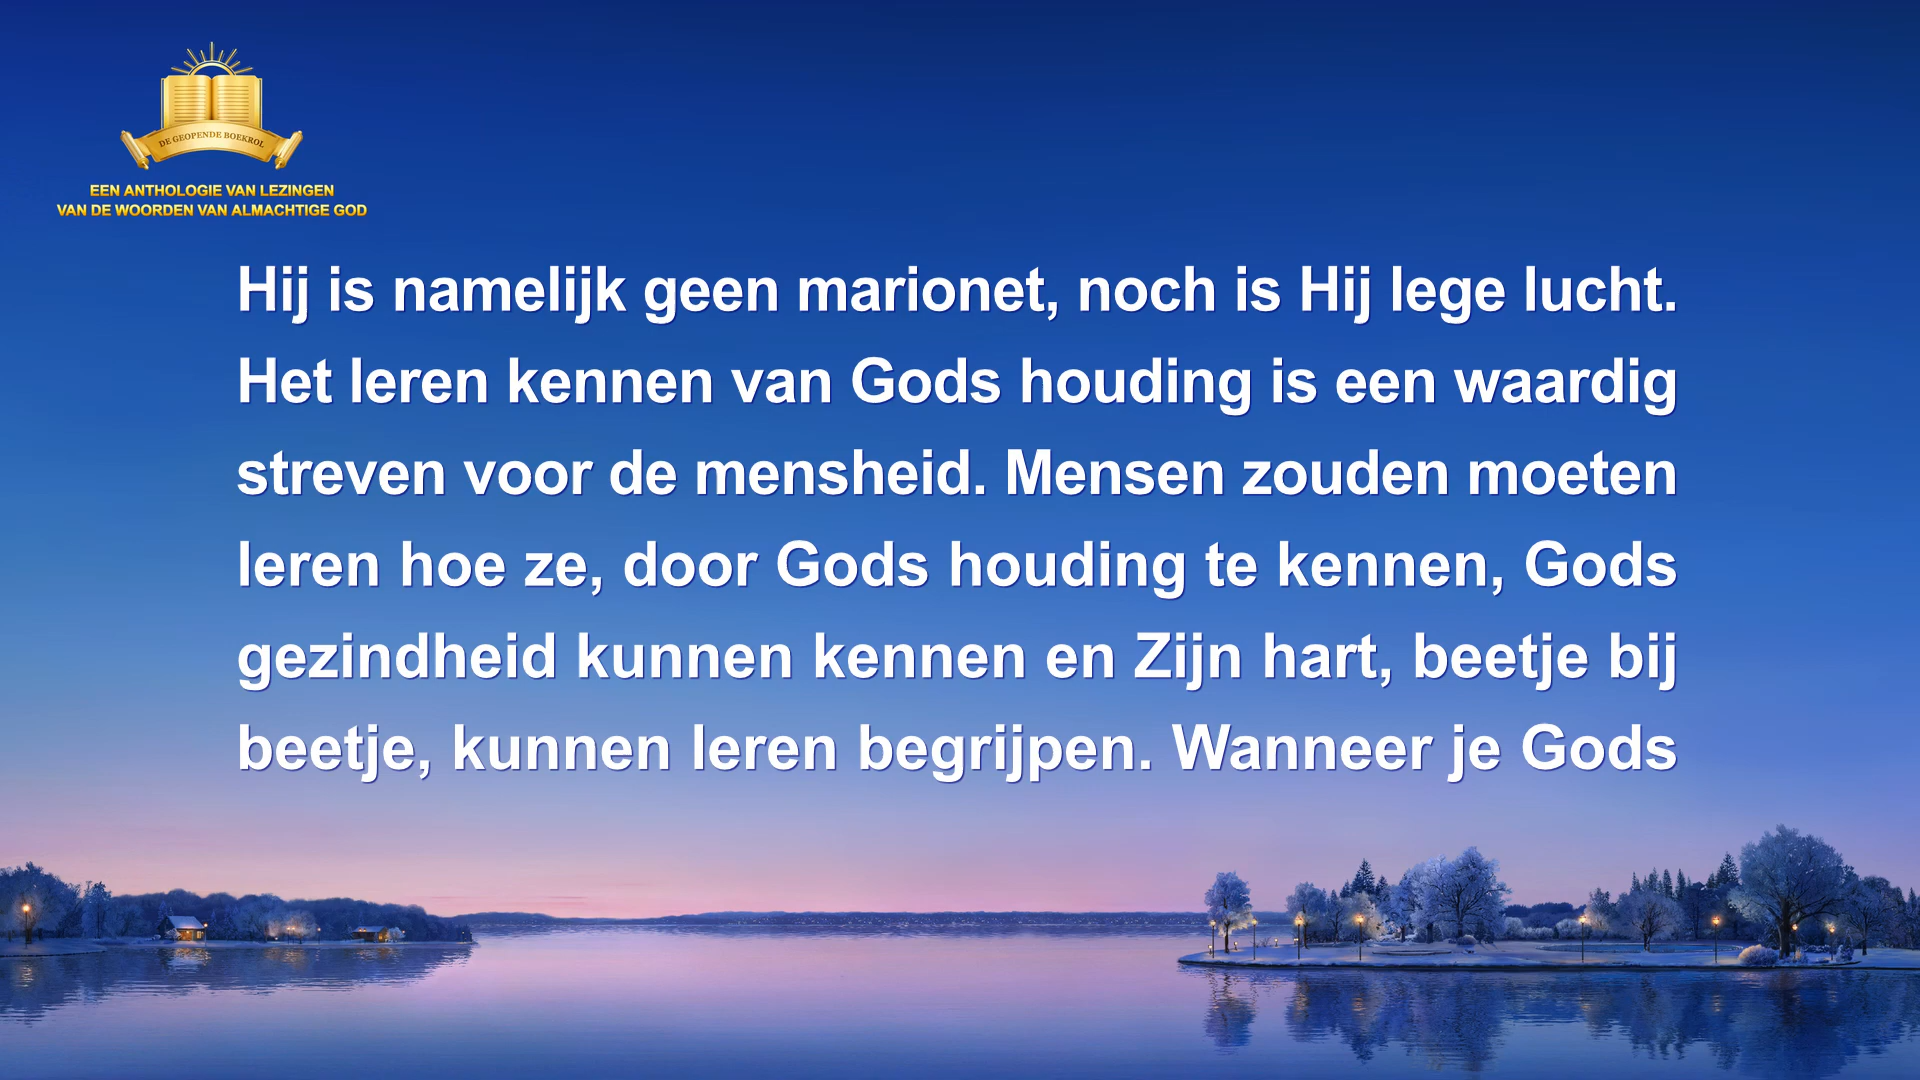 DE GEOPENDE BOEKROL
EEN ANTHOLOGIE VAN LEZINGEN
VAN DE WOORDEN VAN ALMACHTIGE GOD
Hij is namelijk geen marionet, noch is Hij lege lucht.
Het leren kennen van Gods houding is een waardig
streven voor de mensheid. Mensen zouden moeten
leren hoe ze, door Gods houding te kennen, Gods
gezindheid kunnen kennen en Zijn hart, beetje bij
beetje, kunnen leren begrijpen. Wanneer je Gods